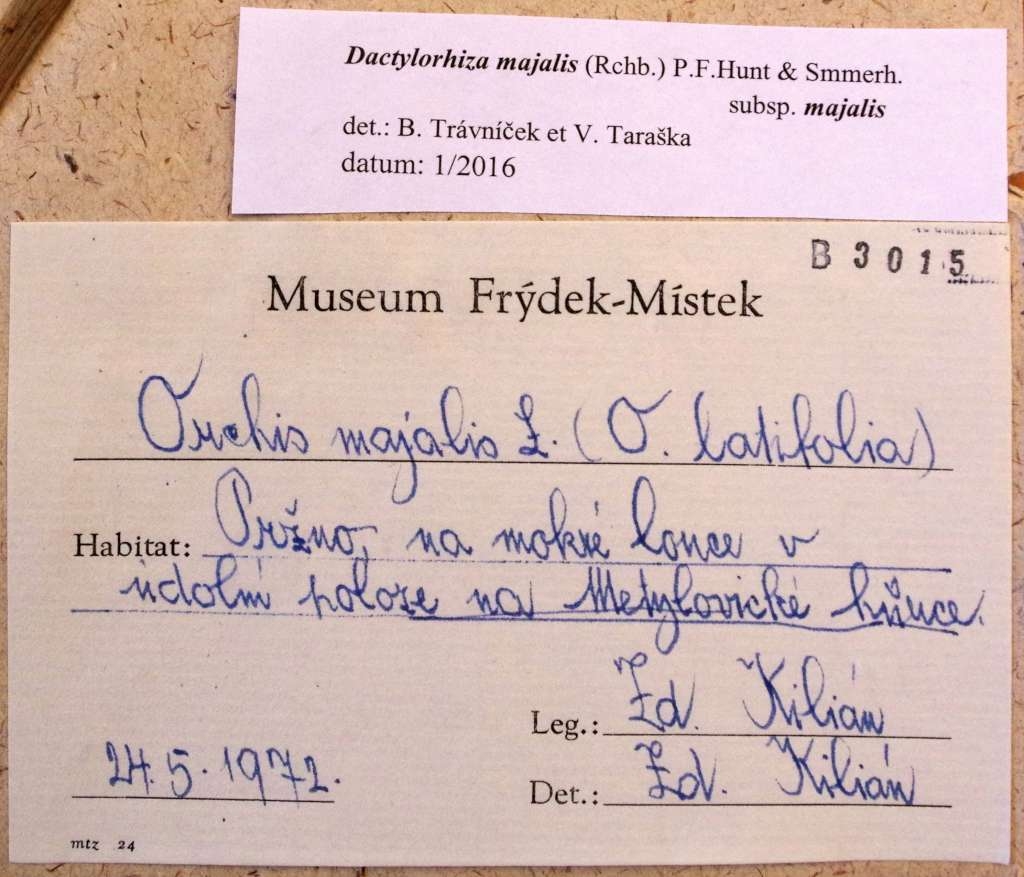 Dactylorhiza majalis (Rchb.) P.F.Hunt & Smmerh.
subsp. majalis
det.: B. Trávníček et V. Taraška
datum: 1/2016
B 3015
Museum Frýdek-Místek
Orchis majalis L. (O. latifolia)
Habitat: Pržno, na mokré louce v
údolní poloze na Metylovické hůrce.
Leg.: Zd. Kilián
24.5.1972.
Det.: Zd. Kilián
mtz 24